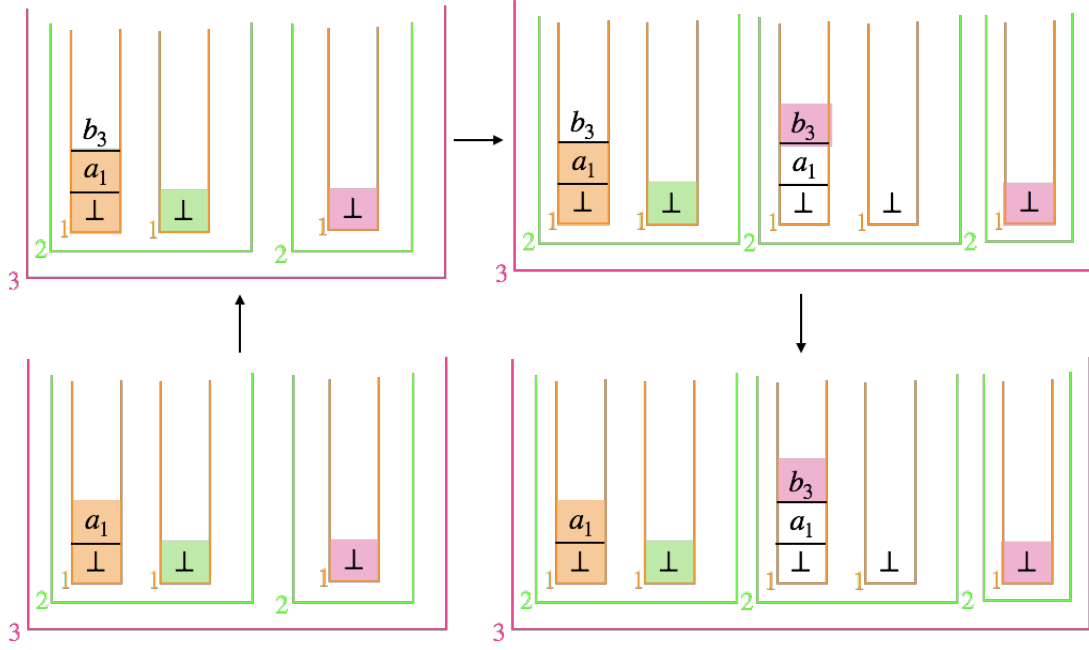 b₃ b₃ b₃
a₁ a₁ a₁
⊥ ⊥ ⊥ ⊥ ⊥ ⊥ ⊥ ⊥
1 1 1 1 1 1 1 1
2 2 2 2 2
3 3
a₁ a₁ b₃
a₁
⊥ ⊥ ⊥ ⊥ ⊥ ⊥ ⊥ ⊥
1 1 1 1 1 1 1 1
2 2 2 2 2
3 3